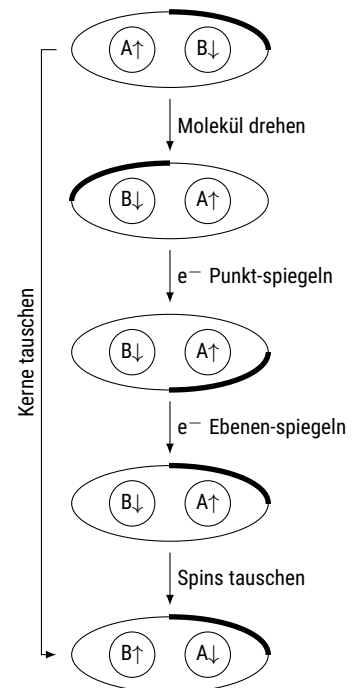 A↑ B↓
Molekül drehen
B↓ A↑
e⁻ Punkt-spiegeln
Kerne tauschen
B↓ A↑
e⁻ Ebenen-spiegeln
B↓ A↑
Spins tauschen
B↑ A↓